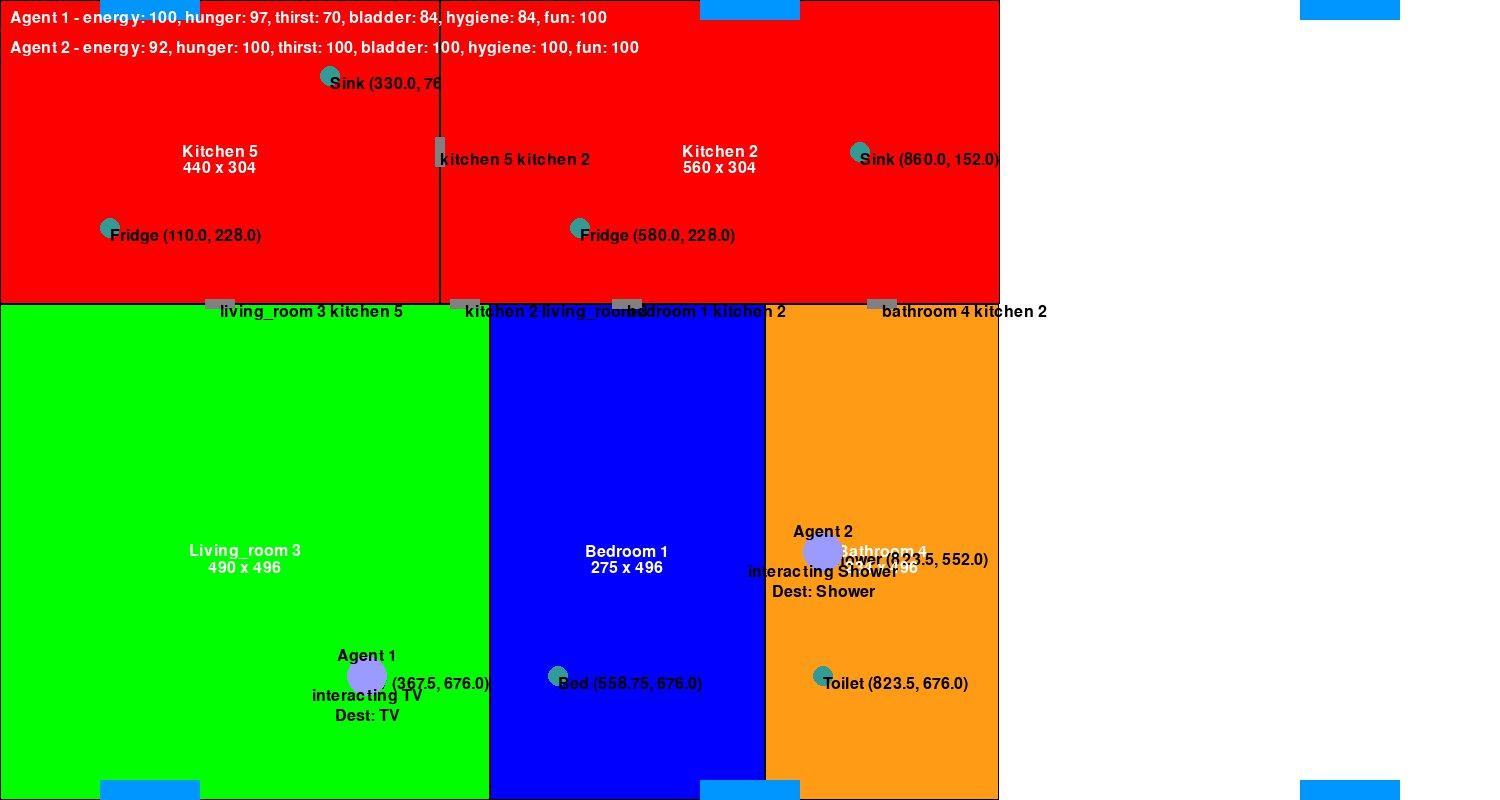 Agent 1 - energy: 100, hunger: 97, thirst: 70, bladder: 84, hygiene: 84, fun: 100
Agent 2 - energy: 92, hunger: 100, thirst: 100, bladder: 100, hygiene: 100, fun: 100
Sink (330.0, 76
Kitchen 5
440 x 304
kitchen 5 kitchen 2
Kitchen 2
560 x 304
Sink (860.0, 152.0)
Fridge (110.0, 228.0)
Fridge (580.0, 228.0)
living_room 3 kitchen 5
kitchen 2 living_room 3
bedroom 1 kitchen 2
bathroom 4 kitchen 2
Living_room 3
490 x 496
Bedroom 1
275 x 496
Agent 2
Bathroom 4
(823.5, 552.0)
496
interacting Shower
Dest: Shower
Agent 1
(367.5, 676.0)
interacting TV
Dest: TV
Bed (558.75, 676.0)
Toilet (823.5, 676.0)